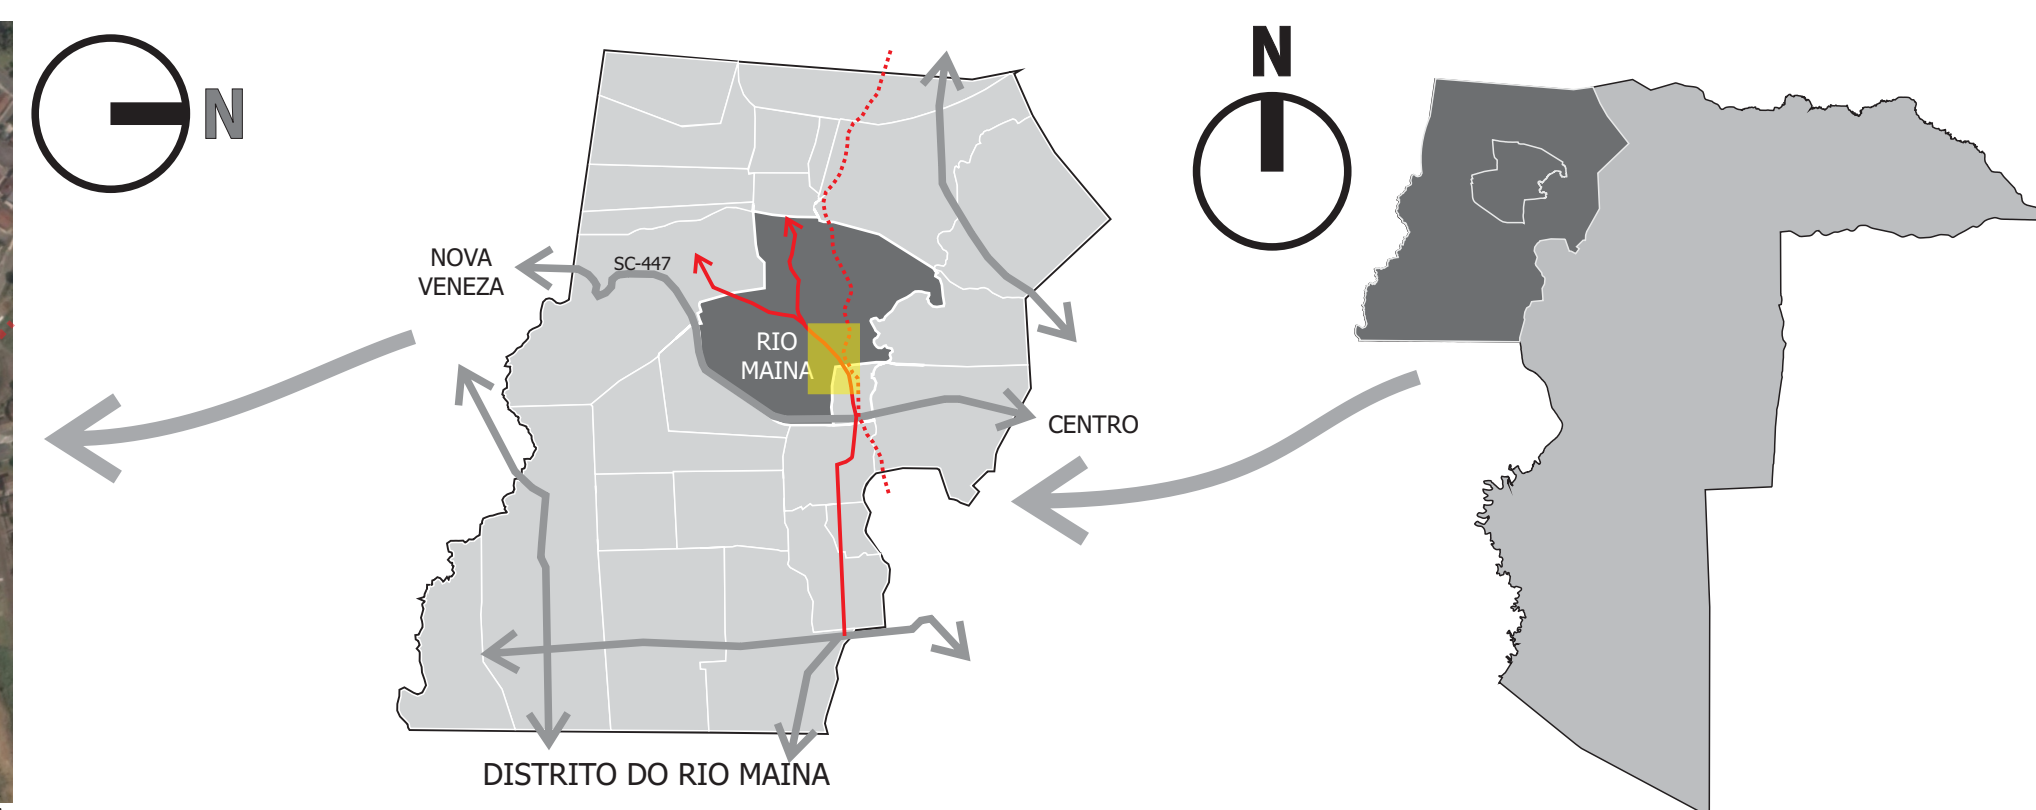 N
N
NOVA
VENEZA
SC-447
RIO
MAINA
CENTRO
DISTRITO DO RIO MAINA